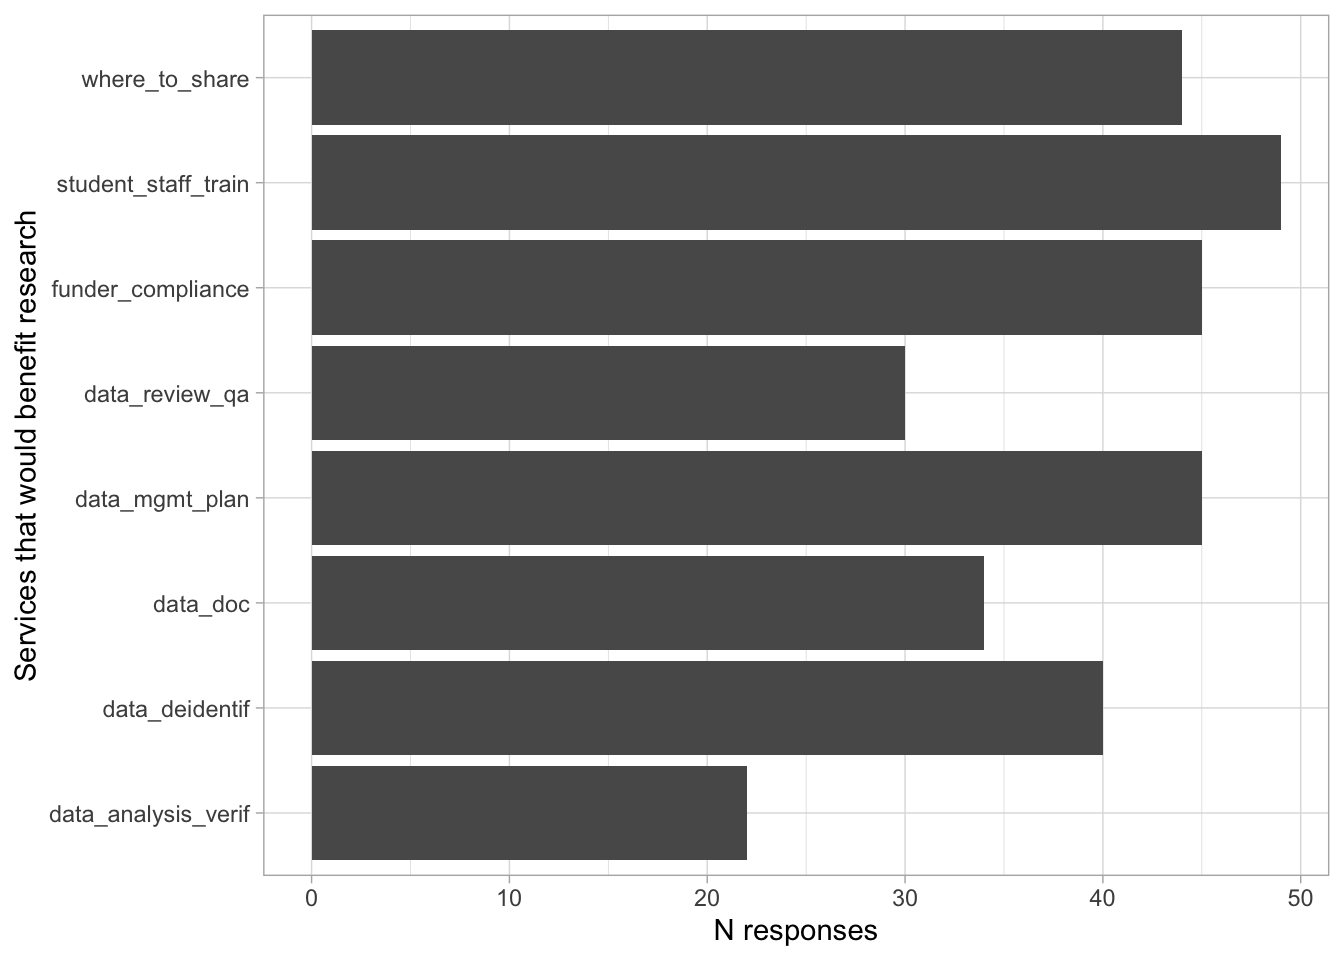 Services that would benefit research
where_to_share
student_staff_train
funder_compliance
data_review_qa
data_mgmt_plan
data_doc
data_deidentif
data_analysis_verif
0 10 20 30 40 50
N responses